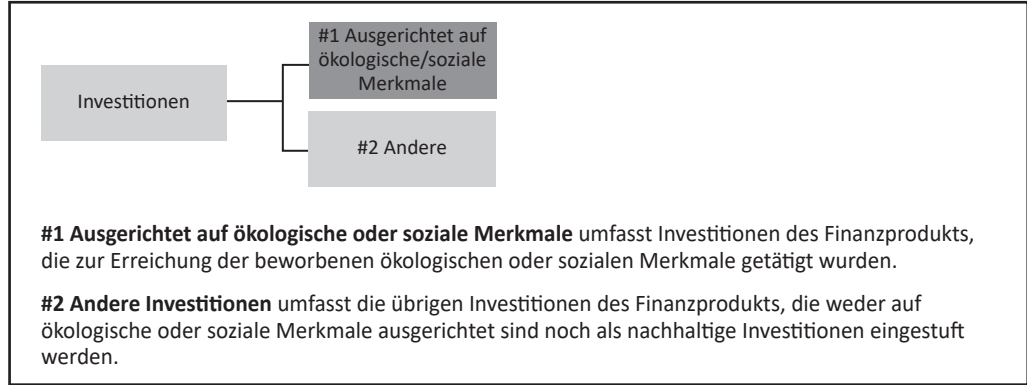 #1 Ausgerichtet auf
ökologische/soziale
Merkmale
Investitionen
#2 Andere
#1 Ausgerichtet auf ökologische oder soziale Merkmale umfasst Investitionen des Finanzprodukts,
die zur Erreichung der beworbenen ökologischen oder sozialen Merkmale getätigt wurden.
#2 Andere Investitionen umfasst die übrigen Investitionen des Finanzprodukts, die weder auf
ökologische oder soziale Merkmale ausgerichtet sind noch als nachhaltige Investitionen eingestuft
werden.